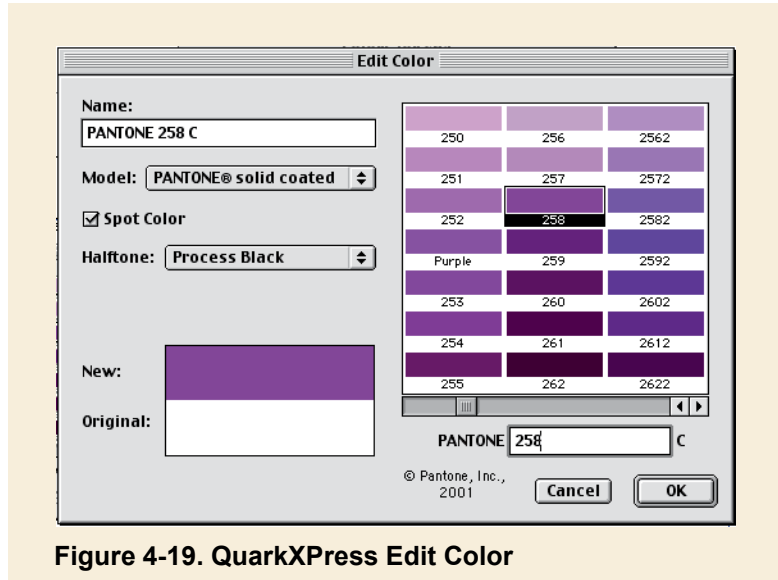 Edit Color
Name:
PANTONE 258 C
Model: PANTONE® solid coated
Spot Color
Halftone: Process Black
New:
Original:
250 256 2562
251 257 2572
252 258 2582
Purple 259 2592
253 260 2602
254 261 2612
255 262 2622
PANTONE 258 C
© Pantone, Inc.,
2001
Cancel OK
Figure 4-19. QuarkXPress Edit Color